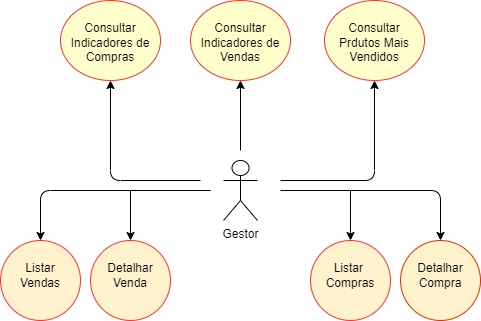 Consultar
Indicadores de
Compras
Consultar
Indicadores de
Vendas
Consultar
Prdutos Mais
Vendidos
Gestor
Listar
Vendas
Detalhar
Venda
Listar
Compras
Detalhar
Compra